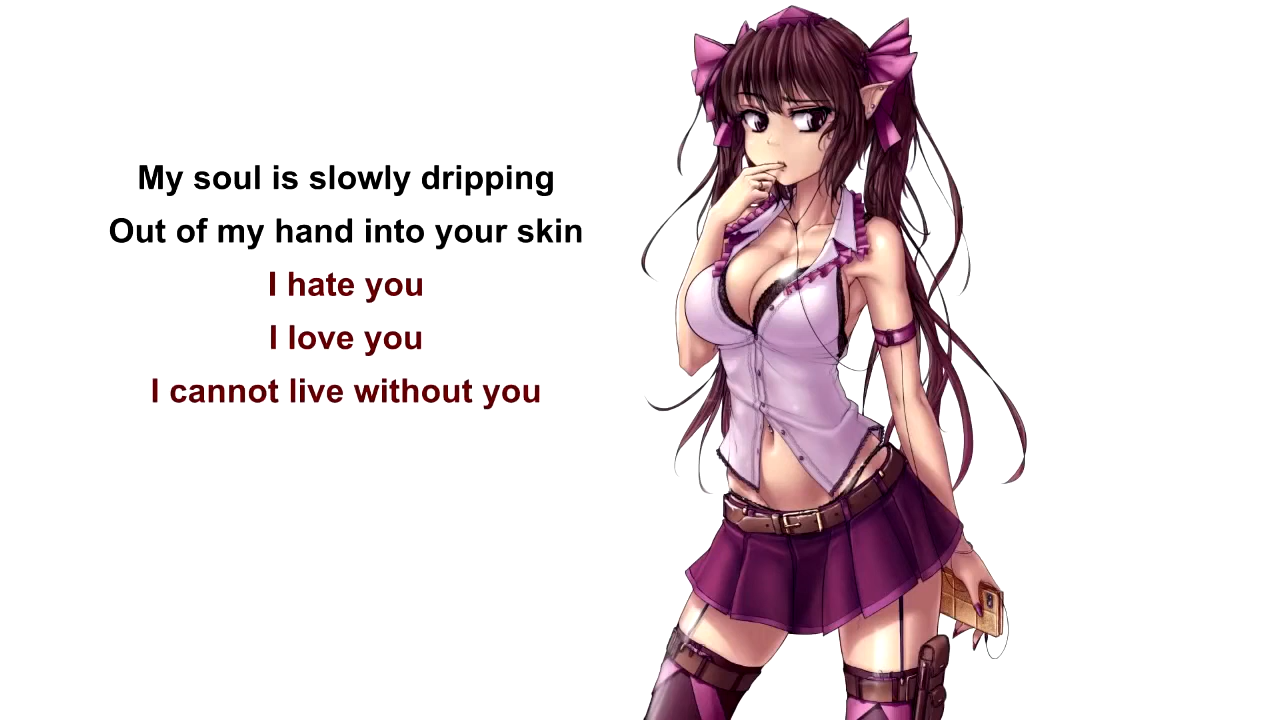 My soul is slowly dripping
Out of my hand into your skin
I hate you
I love you
I cannot live without you